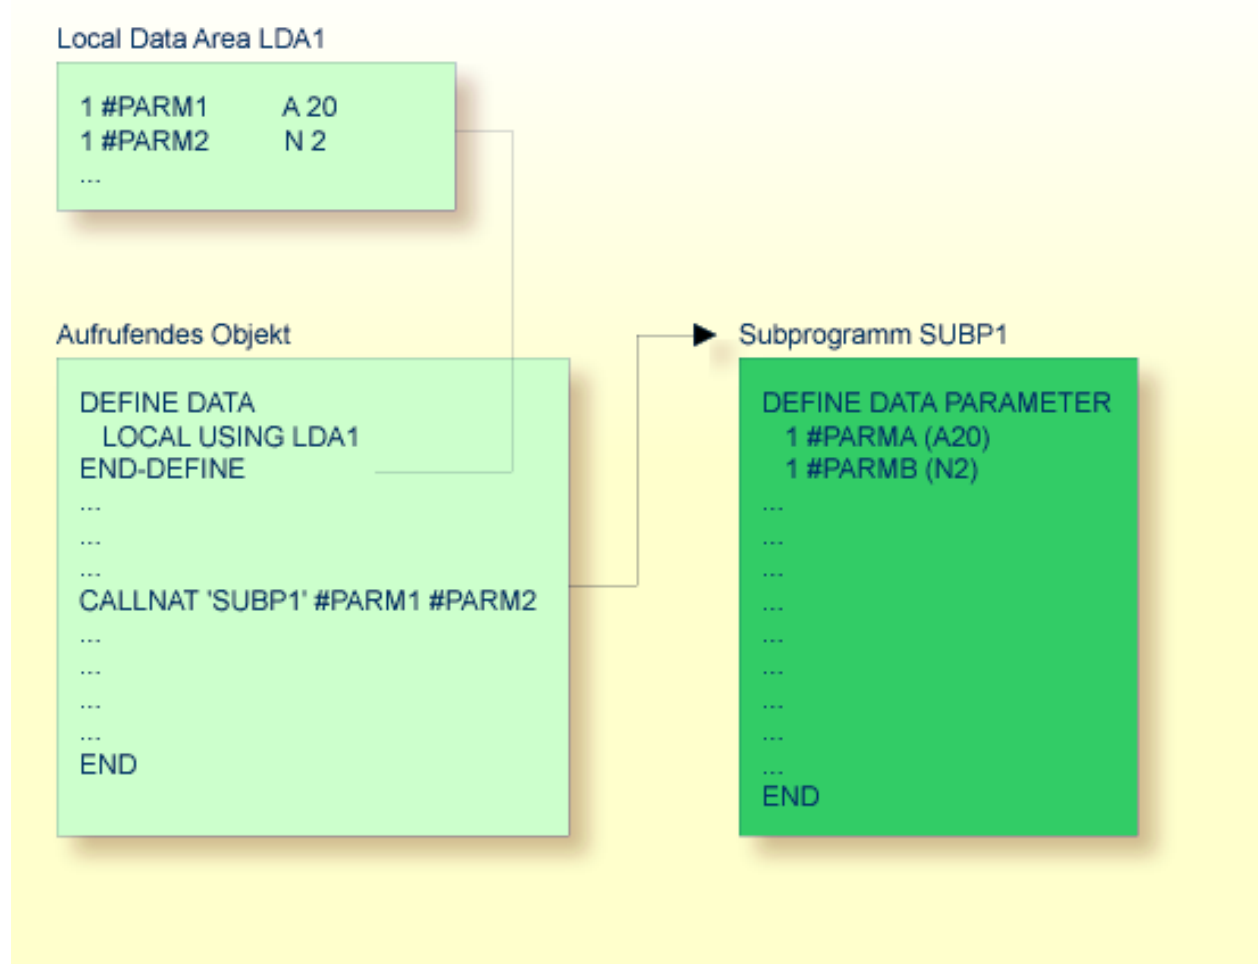 Local Data Area LDA1
1 #PARM1 A 20
1 #PARM2 N 2
...
Aufrufendes Objekt
DEFINE DATA
LOCAL USING LDA1
END-DEFINE
...
...
...
CALLNAT 'SUBP1' #PARM1 #PARM2
...
...
...
...
END
Subprogramm SUBP1
DEFINE DATA PARAMETER
1 #PARMA (A20)
1 #PARMB (N2)
...
...
...
...
...
...
...
...
...
END